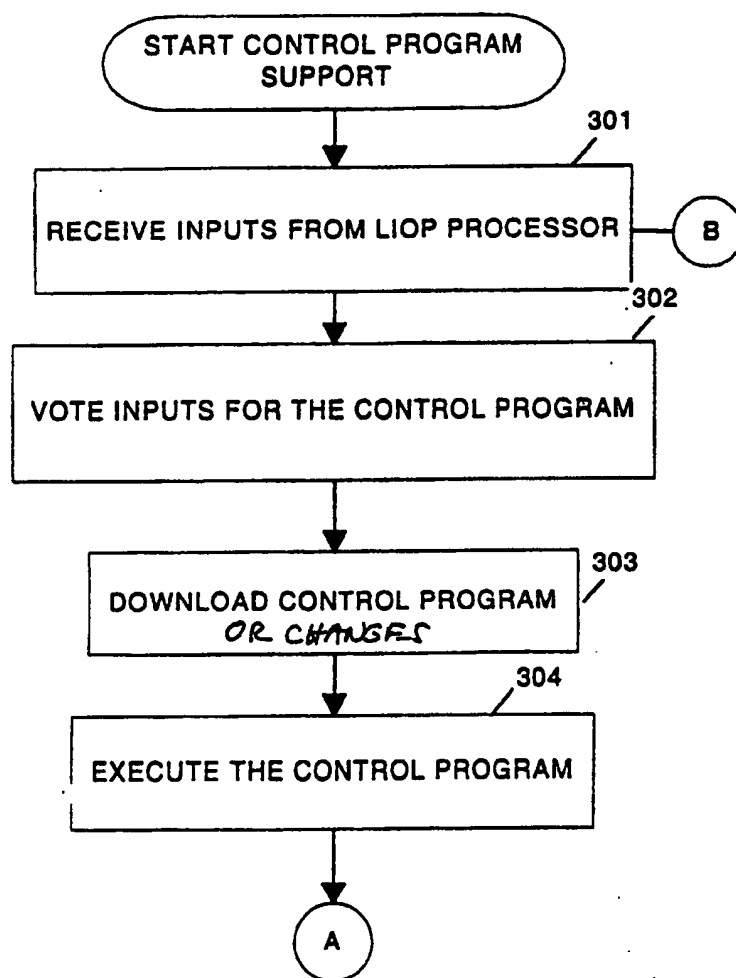 START CONTROL PROGRAM
SUPPORT
301
RECEIVE INPUTS FROM LIOP PROCESSOR
B
302
VOTE INPUTS FOR THE CONTROL PROGRAM
303
DOWNLOAD CONTROL PROGRAM
OR CHANGES
304
EXECUTE THE CONTROL PROGRAM
A